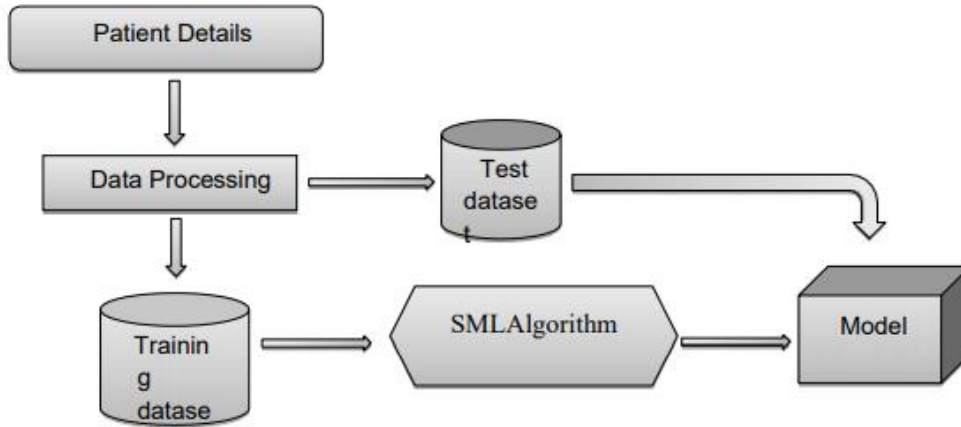 Patient Details
Data Processing
Test
datase
t
SMLAlgorithm
Model
Trainin
g
datase